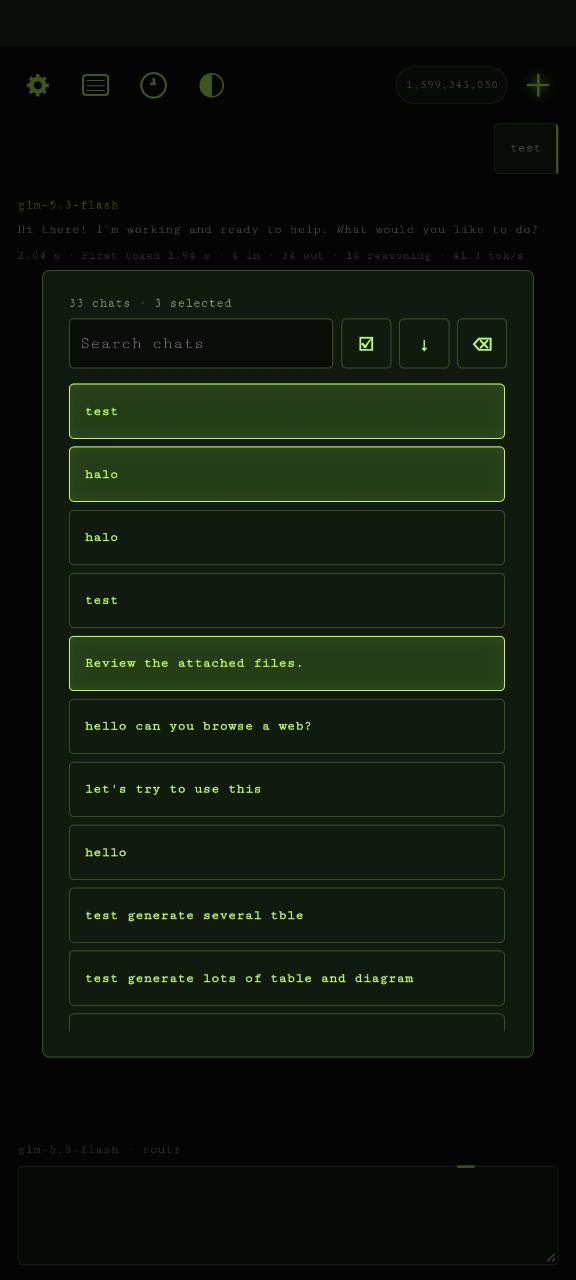 1,599,343,050
test
glm-5.3-flash
Hi there! I'm working and ready to help. What would you like to do?
2.04 s · First token 1.94 s · 4 in · 34 out · 14 reasoning · 41.3 tok/s
33 chats · 3 selected
Search chats
test
halo
halo
test
Review the attached files.
hello can you browse a web?
let's try to use this
hello
test generate several tble
test generate lots of table and diagram
glm-5.3-flash · routr